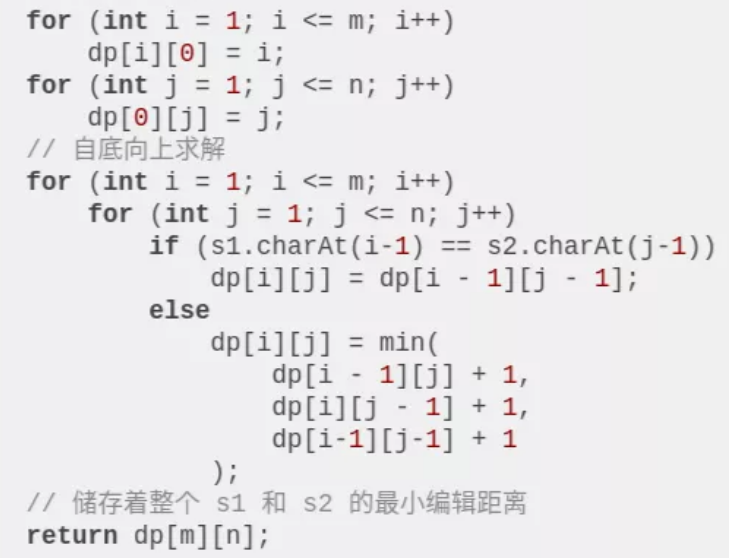 for (int i = 1; i <= m; i++)
dp[i][0] = i;
for (int j = 1; j <= n; j++)
dp[0][j] = j;
// 自底向上求解
for (int i = 1; i <= m; i++)
for (int j = 1; j <= n; j++)
if (s1.charAt(i-1) == s2.charAt(j-1))
dp[i][j] = dp[i - 1][j - 1];
else
dp[i][j] = min(
dp[i - 1][j] + 1,
dp[i][j - 1] + 1,
dp[i-1][j-1] + 1
);
// 储存着整个 s1 和 s2 的最小编辑距离
return dp[m][n];